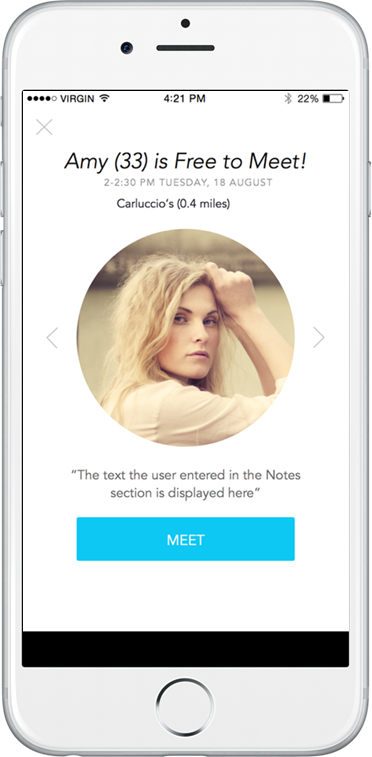 VIRGIN 4:21 PM 22%
Amy (33) is Free to Meet!
2-2:30 PM TUESDAY, 18 AUGUST
Carluccio's (0.4 miles)
“The text the user entered in the Notes
section is displayed here”
MEET